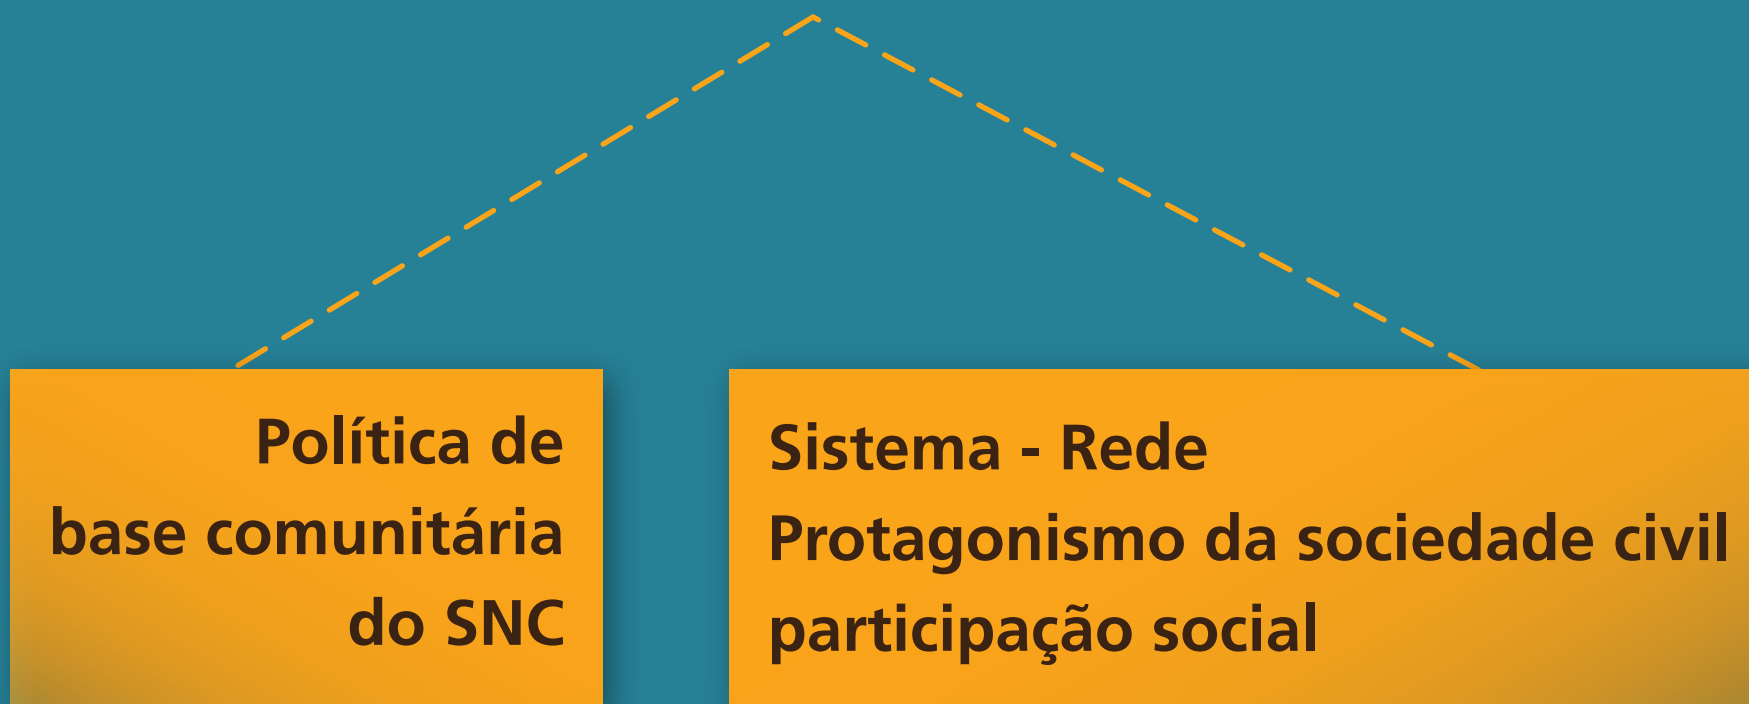 Política de
base comunitária
do SNC
Sistema - Rede
Protagonismo da sociedade civil
participação social